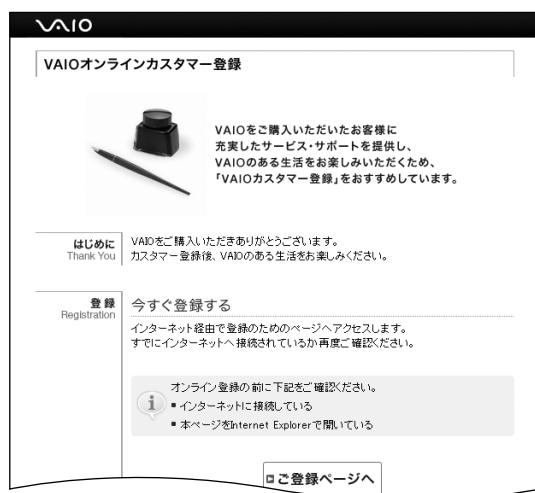 VAIO
VAIOオンラインカスタマー登録
VAIOをご購入いただいたお客様に
充実したサービス・サポートを提供し、
VAIOのある生活をお楽しみいただくため、
「VAIOカスタマー登録」をおすすめしています。
はじめに
Thank You
VAIOをご購入いただきありがとうございます。
カスタマー登録後、VAIOのある生活をお楽しみください。
登録
Registration
今すぐ登録する
インターネット経由で登録のためのページへアクセスします。
すでにインターネットへ接続されているか再度ご確認ください。
オンライン登録の前に下記をご確認ください。
▪ インターネットに接続している
▪ 本ページをInternet Explorerで開いている
ご登録ページへ